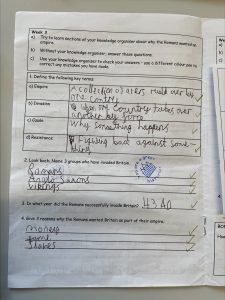 Week 3
a) Try to learn sections of your knowledge organiser about why the Romans wanted an
empire.
b) Without your knowledge organiser, answer these questions.
c) Use your knowledge organiser to check your answers - use a different colour pen to
correct any mistakes you have made.
1. Define the following key terms
a) Empire
A collection of areas ruled over by
one country
b) Invasion
When one country takes over
another by force
c) Cause
Why something happens
d) Resistance
Fighting back against some-
thing
2. Look back. Name 3 groups who have invaded Britain.
Romans
Anglo Saxons
Vikings
3. In what year did the Romans successfully invade Britain? 43 AD
4. Give 3 reasons why the Romans wanted Britain as part of their empire.
money
slaves